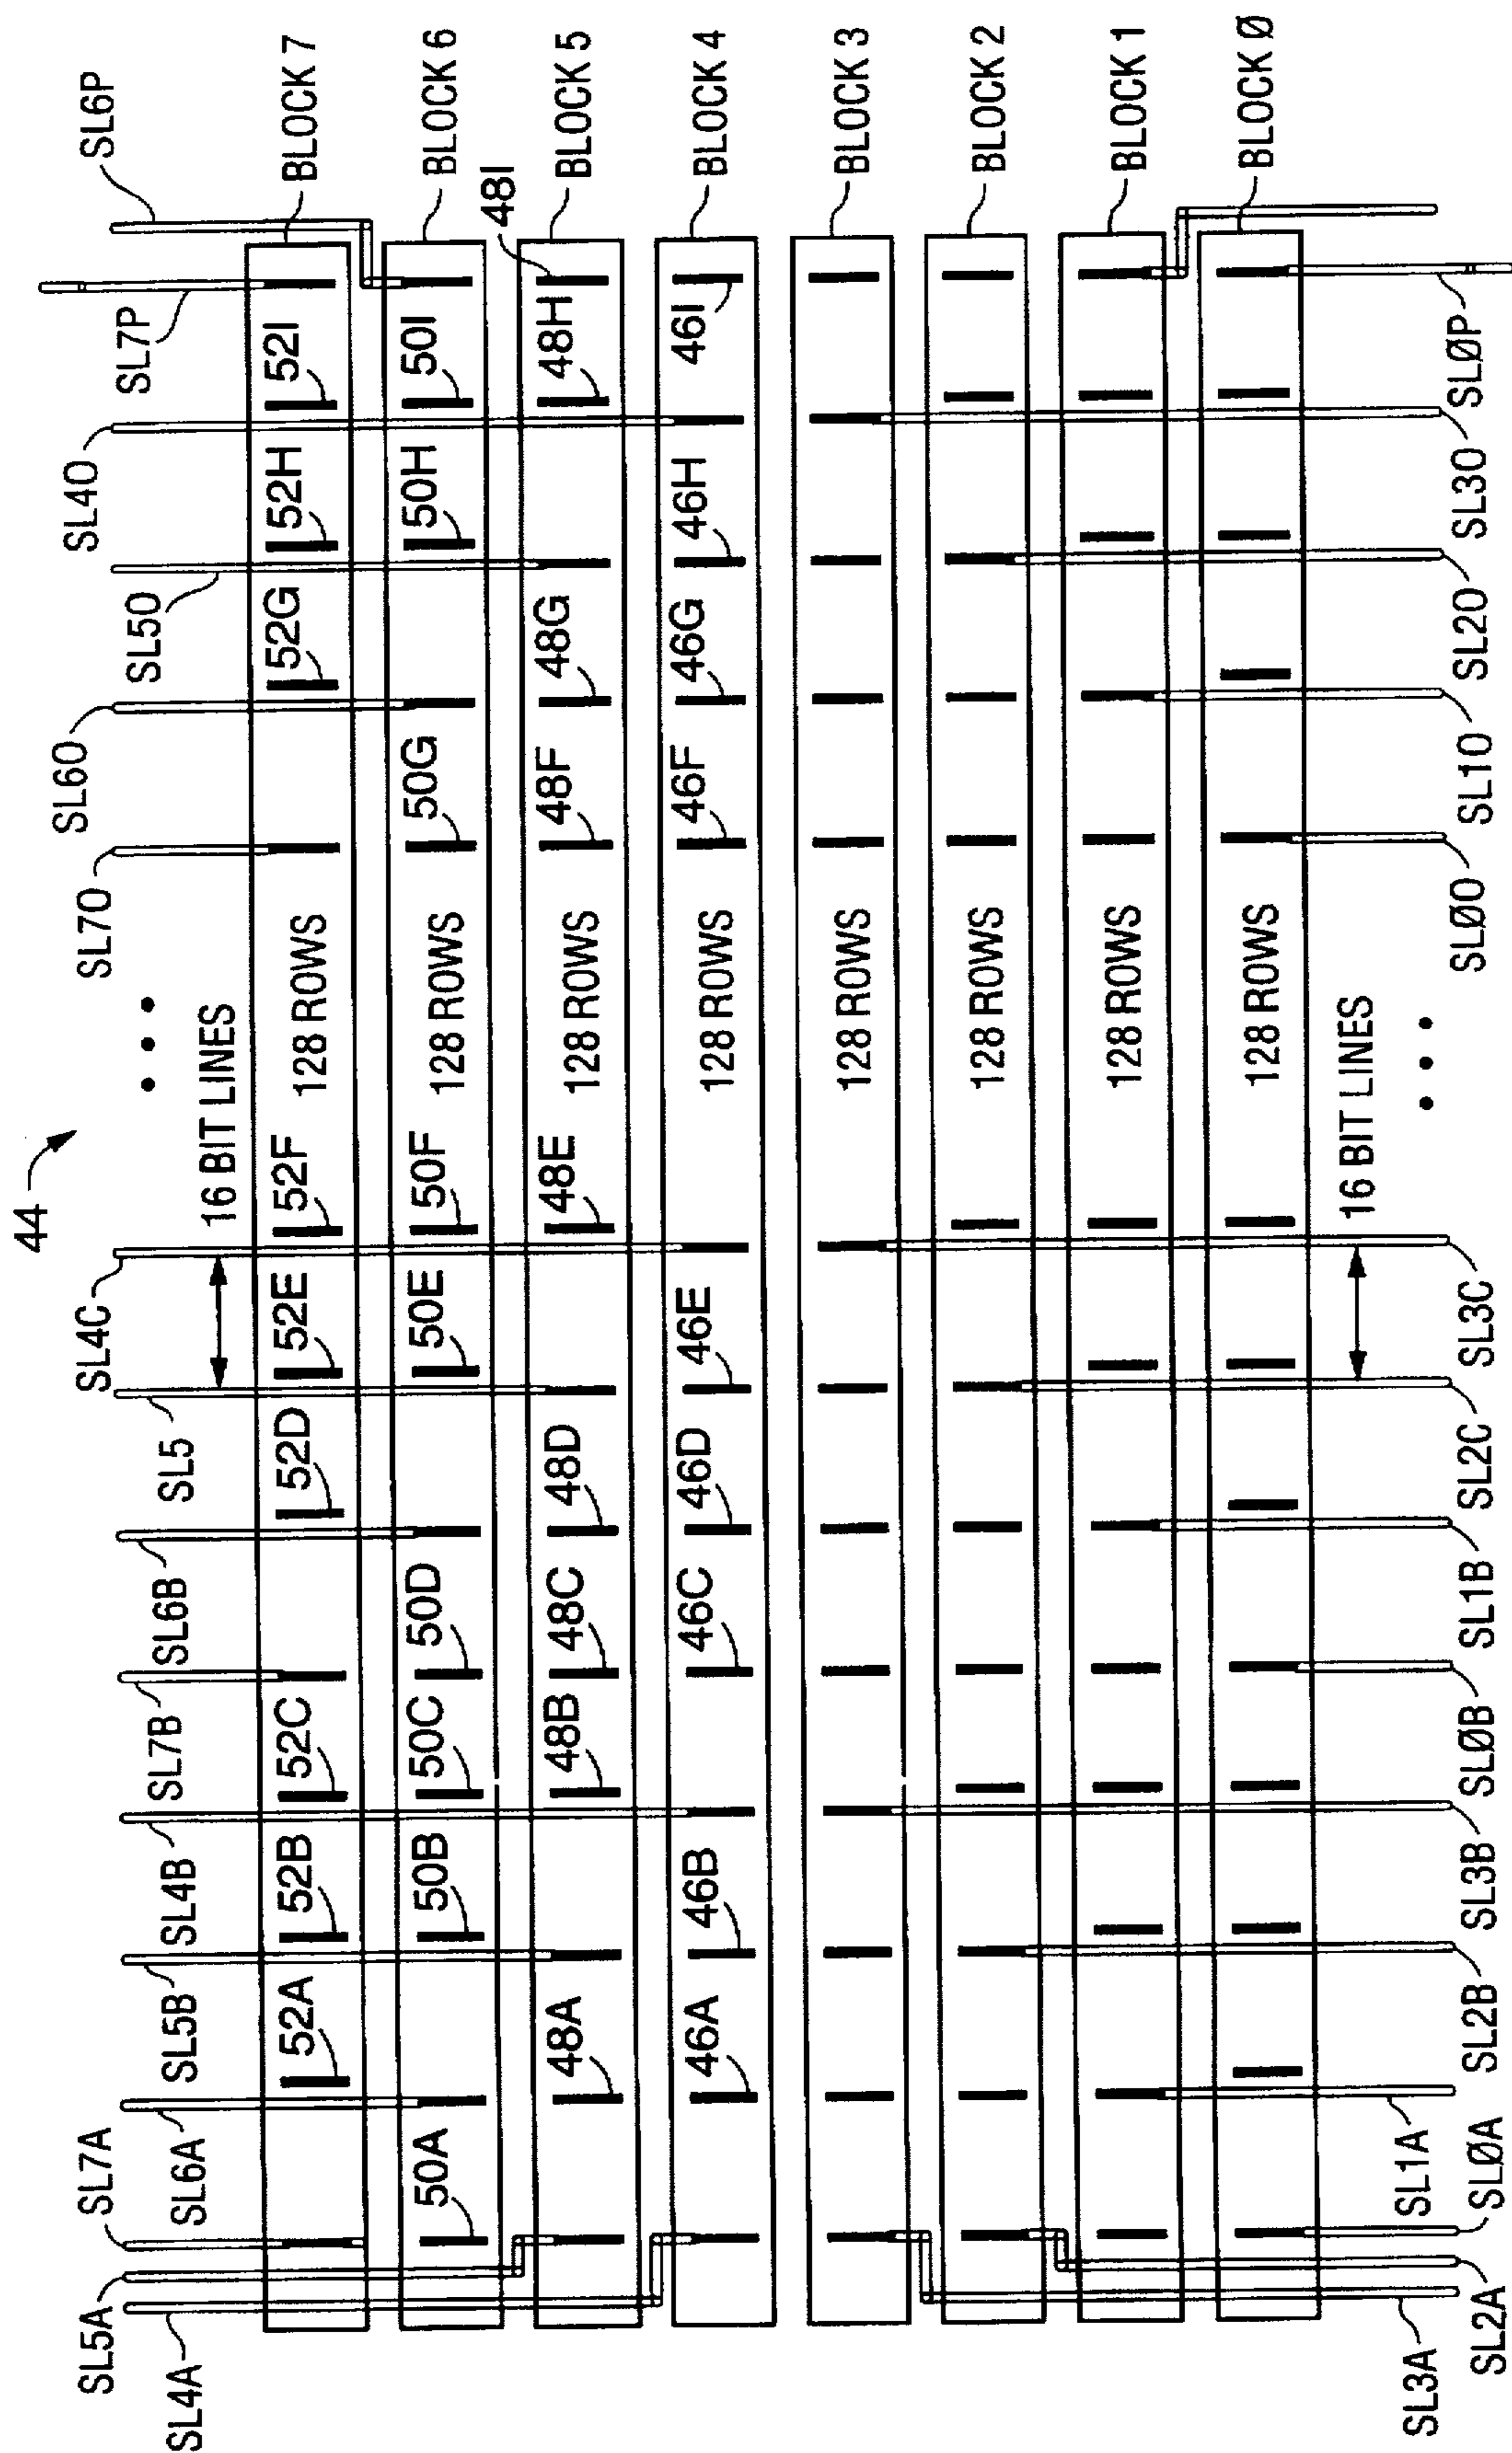 44
SL5A
SL4A
SL7A
SL6A
SL5B
SL4B
SL7B
SL6B
SL5
SL4C
SL7O
SL6O
SL5O
SL4O
SL7P
SL6P
16 BIT LINES
• • •
52A 52B 52C 52D 52E 52F 128 ROWS 52G 52H 52I BLOCK 7
50A 50B 50C 50D 50E 50F 128 ROWS 50G 50H 50I BLOCK 6
48A 48B 48C 48D 48E 128 ROWS 48F 48G 48H 48I BLOCK 5
46A 46B 46C 46D 46E 128 ROWS 46F 46G 46H 46I BLOCK 4
128 ROWS BLOCK 3
128 ROWS BLOCK 2
128 ROWS BLOCK 1
128 ROWS BLOCK Ø
16 BIT LINES
• • •
SL3A
SL2A
SLØA
SL1A
SL2B
SL3B
SLØB
SL1B
SL2C
SL3C
SLØO
SL1O
SL2O
SL3O
SLØP